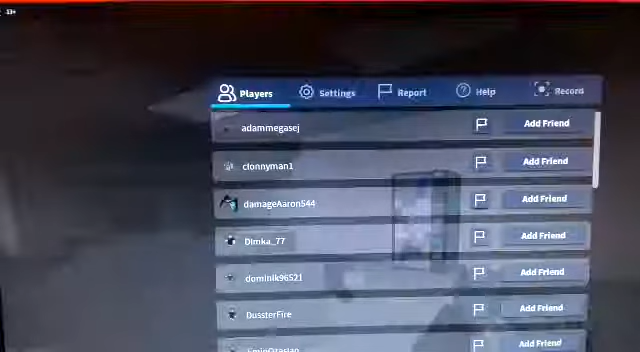 13+
Players Settings Report Help Record
adammegasej Add Friend
clonnyman1 Add Friend
damageAaron544 Add Friend
Dimka_77 Add Friend
dominik96521 Add Friend
DussterFire Add Friend
Add Friend